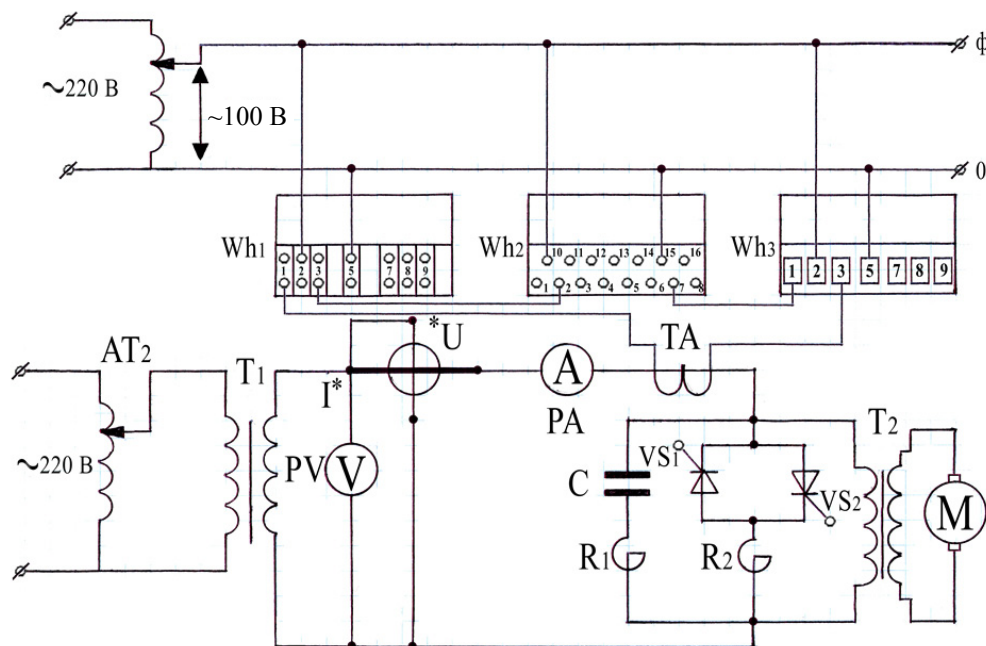 ф
~220 В
~100 В
0
Wh1
1 2 3 5 7 8 9
Wh2
10 11 12 13 14 15 16
1 2 3 4 5 6 7 8
Wh3
1 2 3 5 7 8 9
*U
TA
AT2
T1
I*
A
PA
T2
~220 В
PV V
C
VS1
VS2
M
R1
R2